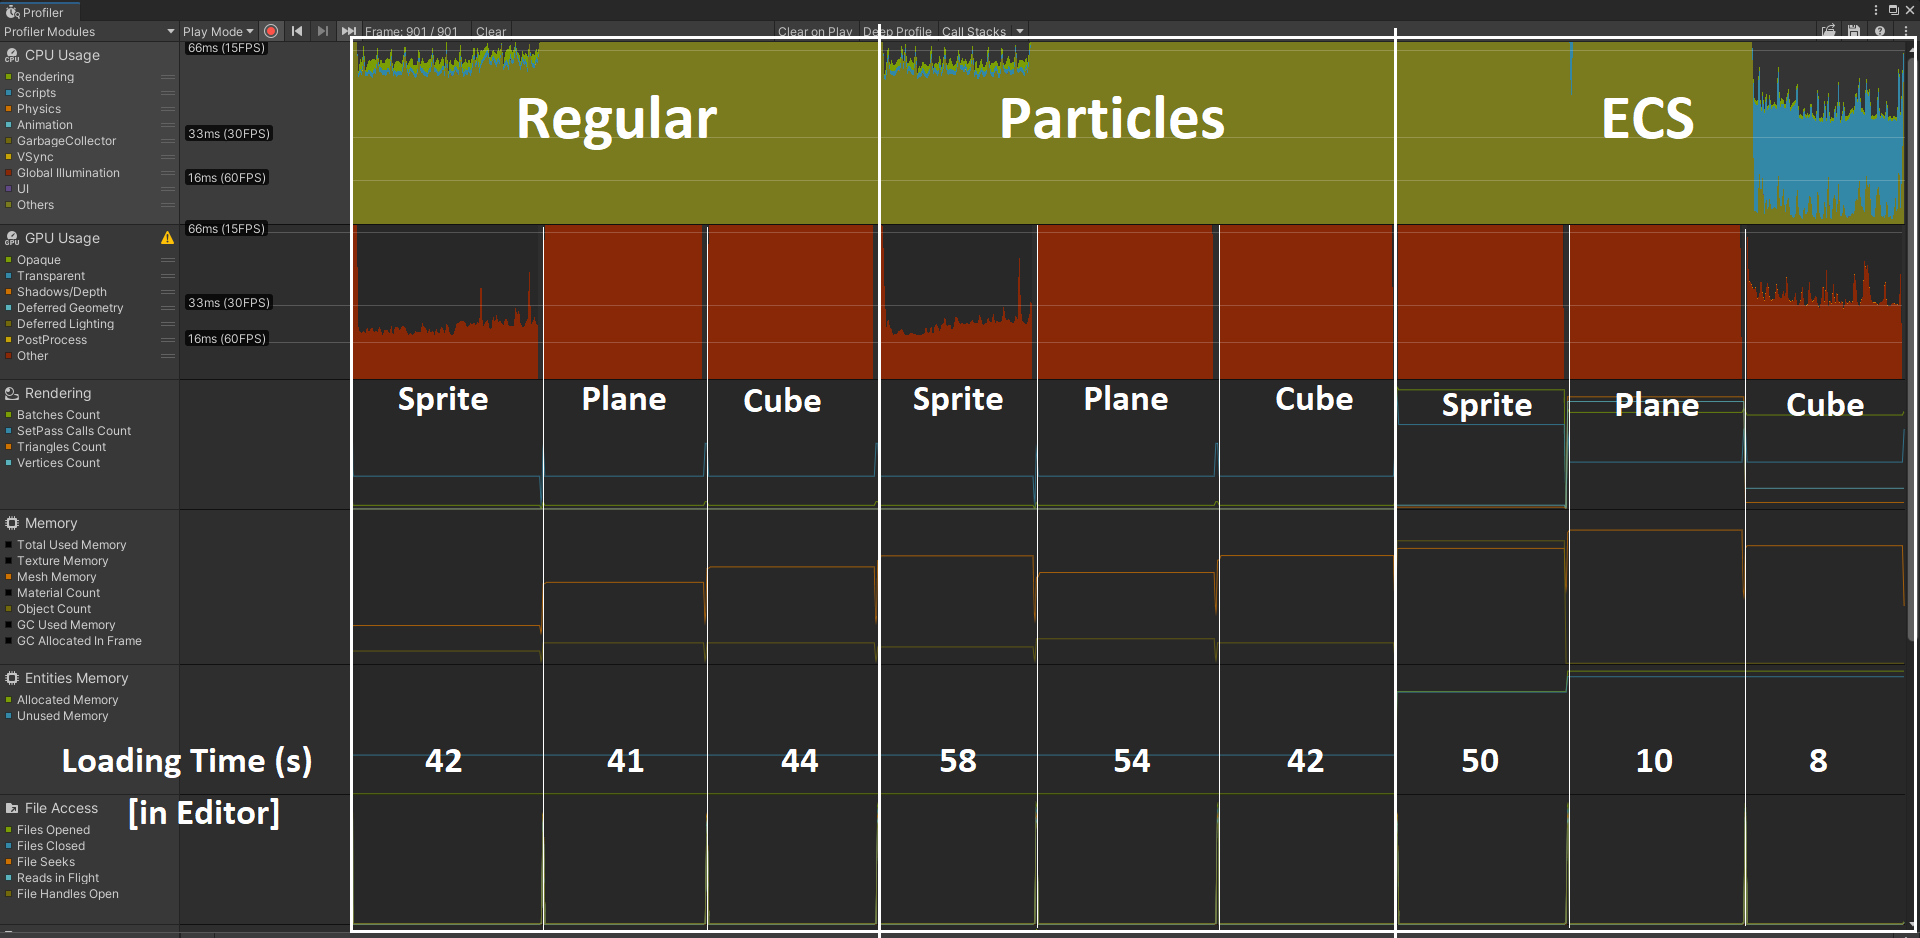 Profiler
Profiler Modules
Play Mode
Frame: 901 / 901
Clear
Clear on Play
Deep Profile
Call Stacks
CPU Usage
Rendering
Scripts
Physics
Animation
GarbageCollector
VSync
Global Illumination
UI
Others
66ms (15FPS)
33ms (30FPS)
16ms (60FPS)
Regular
Particles
ECS
GPU Usage
Opaque
Transparent
Shadows/Depth
Deferred Geometry
Deferred Lighting
PostProcess
Other
66ms (15FPS)
33ms (30FPS)
16ms (60FPS)
Sprite
Plane
Cube
Sprite
Plane
Cube
Sprite
Plane
Cube
Rendering
Batches Count
SetPass Calls Count
Triangles Count
Vertices Count
Memory
Total Used Memory
Texture Memory
Mesh Memory
Material Count
Object Count
GC Used Memory
GC Allocated In Frame
Entities Memory
Allocated Memory
Unused Memory
Loading Time (s)
[in Editor]
42
41
44
58
54
42
50
10
8
File Access
Files Opened
Files Closed
File Seeks
Reads in Flight
File Handles Open